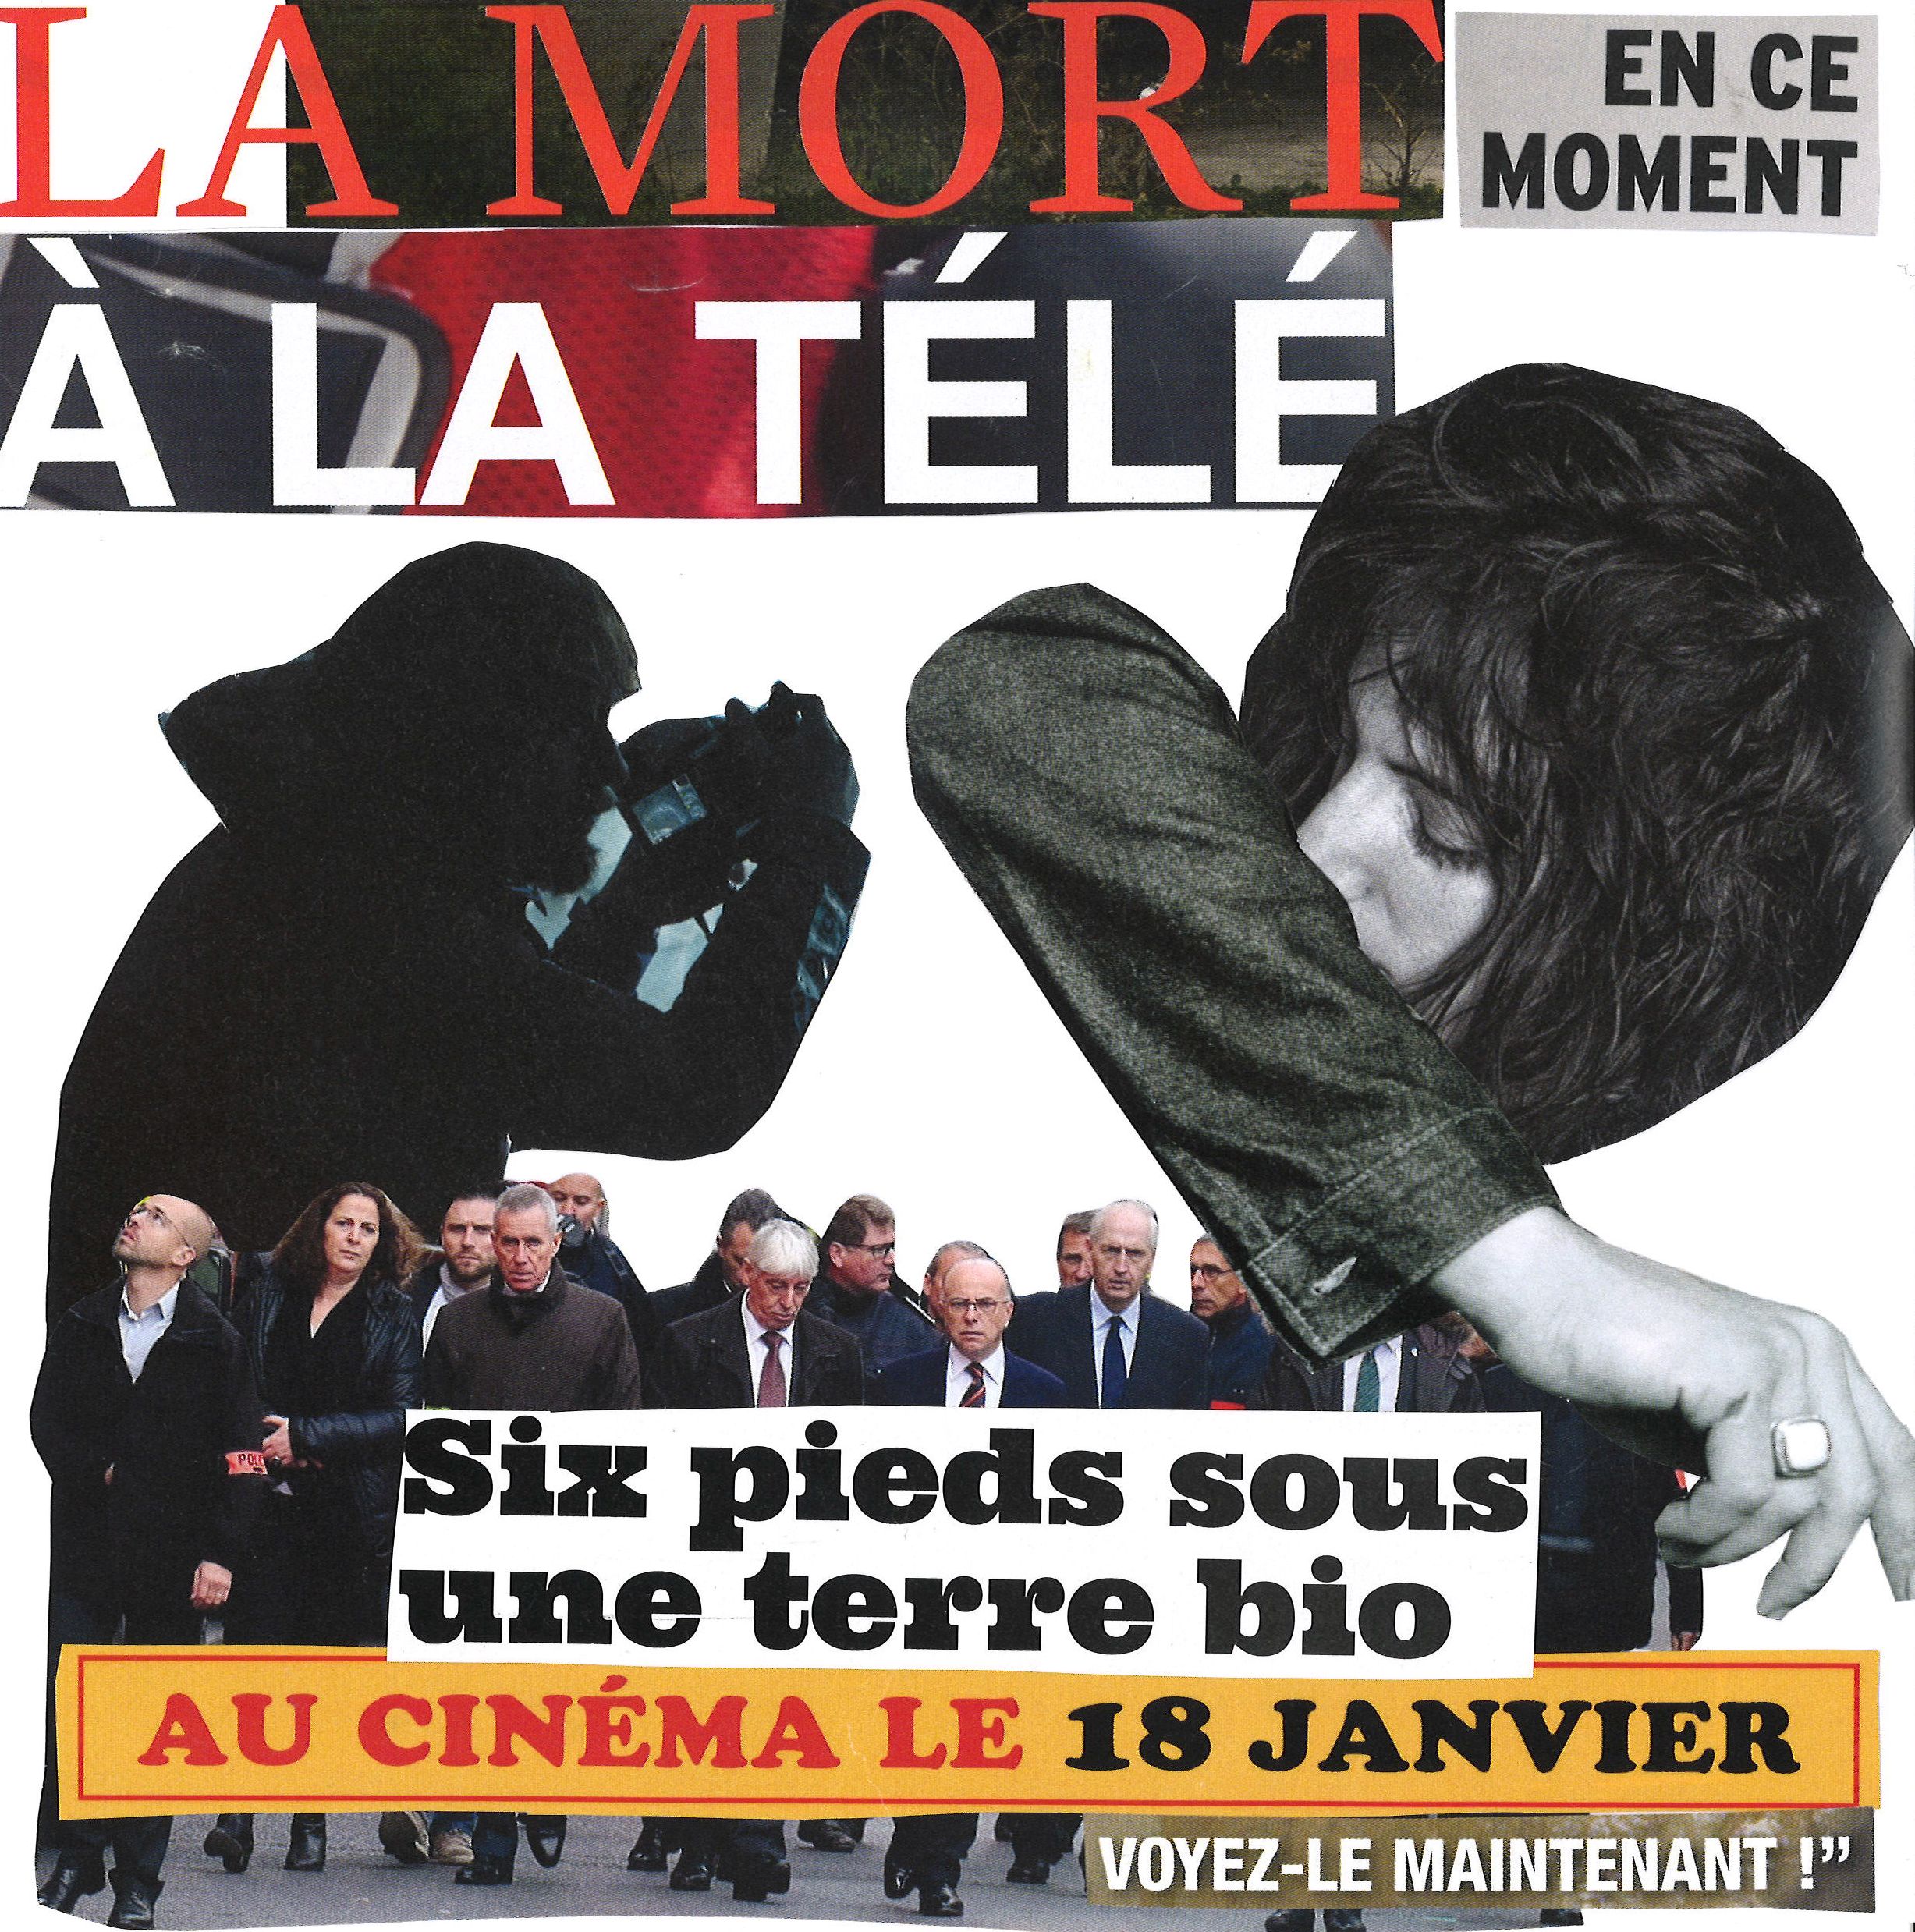 LA MORT
EN CE
MOMENT
À LA TÉLÉ
POLI
Six pieds sous
une terre bio
AU CINÉMA LE 18 JANVIER
VOYEZ-LE MAINTENANT !”